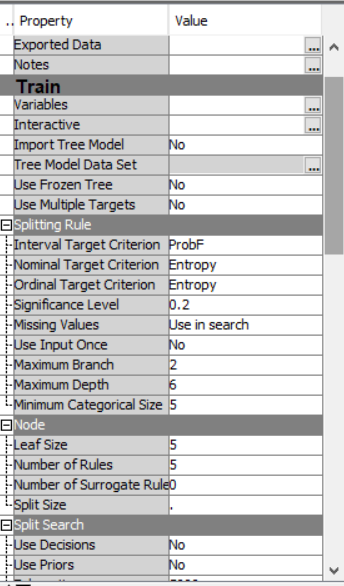 .. Property Value
Exported Data ...
Notes ...
Train
Variables ...
Interactive ...
Import Tree Model No
Tree Model Data Set ...
Use Frozen Tree No
Use Multiple Targets No
Splitting Rule
Interval Target Criterion ProbF
Nominal Target Criterion Entropy
Ordinal Target Criterion Entropy
Significance Level 0.2
Missing Values Use in search
Use Input Once No
Maximum Branch 2
Maximum Depth 6
Minimum Categorical Size 5
Node
Leaf Size 5
Number of Rules 5
Number of Surrogate Rule 0
Split Size .
Split Search
Use Decisions No
Use Priors No